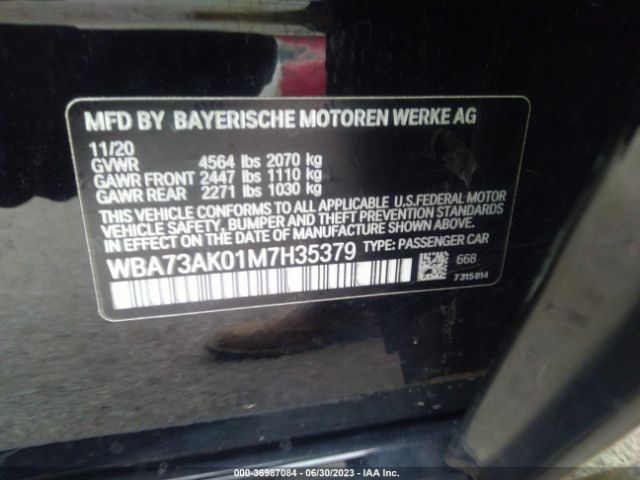 MFD BY BAYERISCHE MOTOREN WERKE AG
11/20
GVWR 4564 lbs 2070 kg
GAWR FRONT 2447 lbs 1110 kg
GAWR REAR 2271 lbs 1030 kg
THIS VEHICLE CONFORMS TO ALL APPLICABLE U.S.FEDERAL MOTOR
VEHICLE SAFETY, BUMPER AND THEFT PREVENTION STANDARDS
IN EFFECT ON THE DATE OF MANUFACTURE SHOWN ABOVE.
WBA73AK01M7H35379 TYPE: PASSENGER CAR
668
7315814
000-36987084 - 06/30/2023 - IAA Inc.